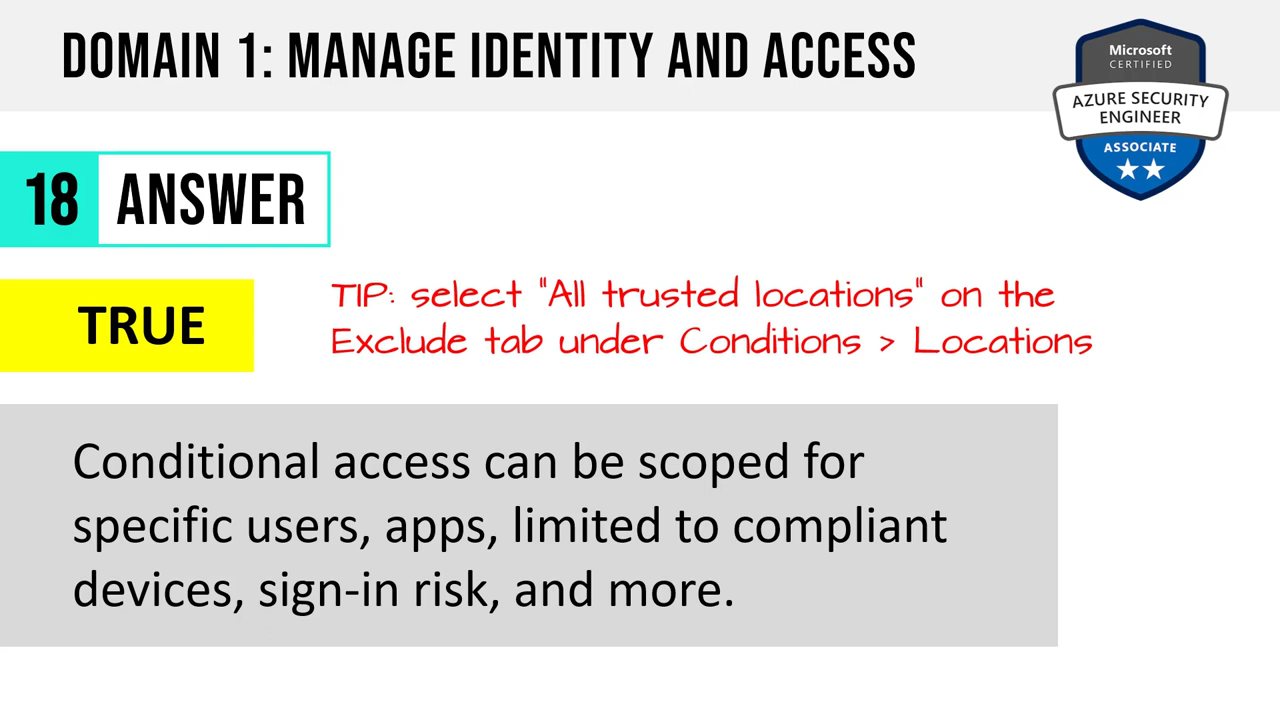 DOMAIN 1: MANAGE IDENTITY AND ACCESS
Microsoft
CERTIFIED
AZURE SECURITY
ENGINEER
ASSOCIATE
18 ANSWER
TRUE
TIP: select "All trusted locations" on the
Exclude tab under Conditions > Locations
Conditional access can be scoped for
specific users, apps, limited to compliant
devices, sign-in risk, and more.